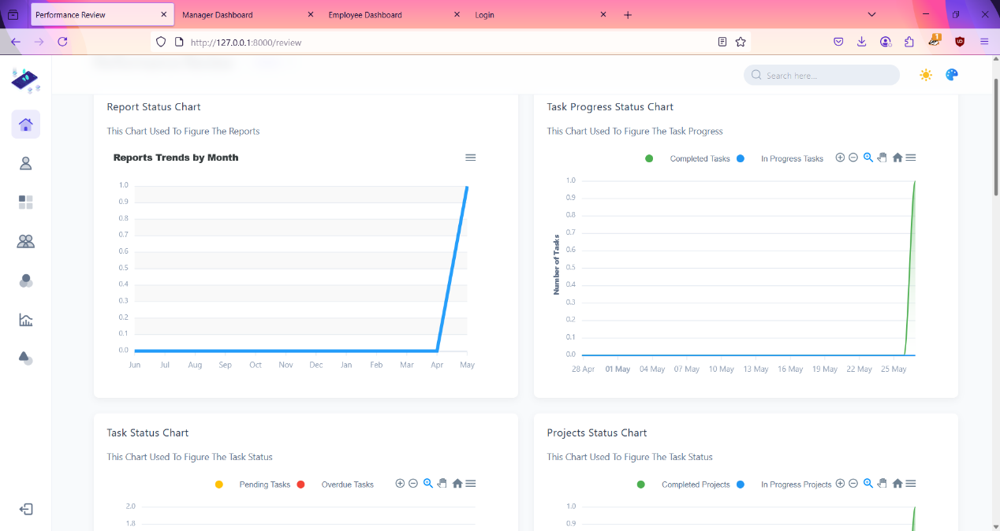 Performance Review
Manager Dashboard
Employee Dashboard
Login
http://127.0.0.1:8000/review
1
Search here...
Report Status Chart
This Chart Used To Figure The Reports
Reports Trends by Month
1.0
0.9
0.8
0.7
0.6
0.5
0.4
0.3
0.2
0.1
0.0
Jun Jul Aug Sep Oct Nov Dec Jan Feb Mar Apr May
Task Progress Status Chart
This Chart Used To Figure The Task Progress
Completed Tasks In Progress Tasks
Number of Tasks
1.0
0.9
0.8
0.7
0.6
0.5
0.4
0.3
0.2
0.1
0.0
28 Apr 01 May 04 May 07 May 10 May 13 May 16 May 19 May 22 May 25 May
Task Status Chart
This Chart Used To Figure The Task Status
Pending Tasks Overdue Tasks
2.0
1.8
Projects Status Chart
This Chart Used To Figure The Task Status
Completed Projects In Progress Projects
1.0
0.9